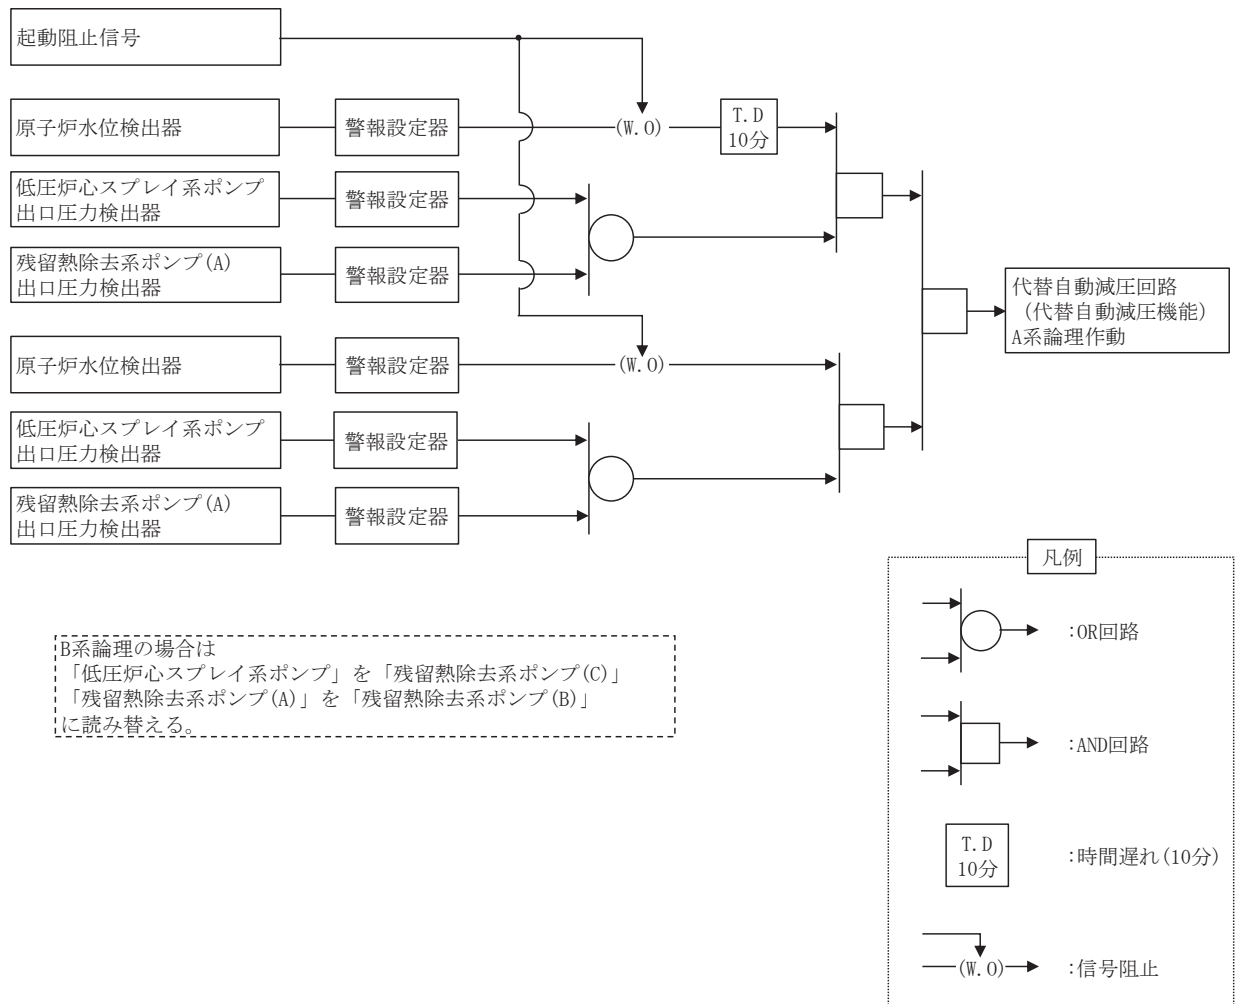 起動阻止信号
原子炉水位検出器
警報設定器
(W.O)
T.D
10分
低圧炉心スプレイ系ポンプ
出口圧力検出器
警報設定器
残留熱除去系ポンプ(A)
出口圧力検出器
警報設定器
代替自動減圧回路
(代替自動減圧機能)
A系論理作動
原子炉水位検出器
警報設定器
(W.O)
低圧炉心スプレイ系ポンプ
出口圧力検出器
警報設定器
残留熱除去系ポンプ(A)
出口圧力検出器
警報設定器
凡例
:OR回路
:AND回路
T.D
10分
:時間遅れ(10分)
(W.O)
:信号阻止
B系論理の場合は
「低圧炉心スプレイ系ポンプ」を「残留熱除去系ポンプ(C)」
「残留熱除去系ポンプ(A)」を「残留熱除去系ポンプ(B)」
に読み替える。